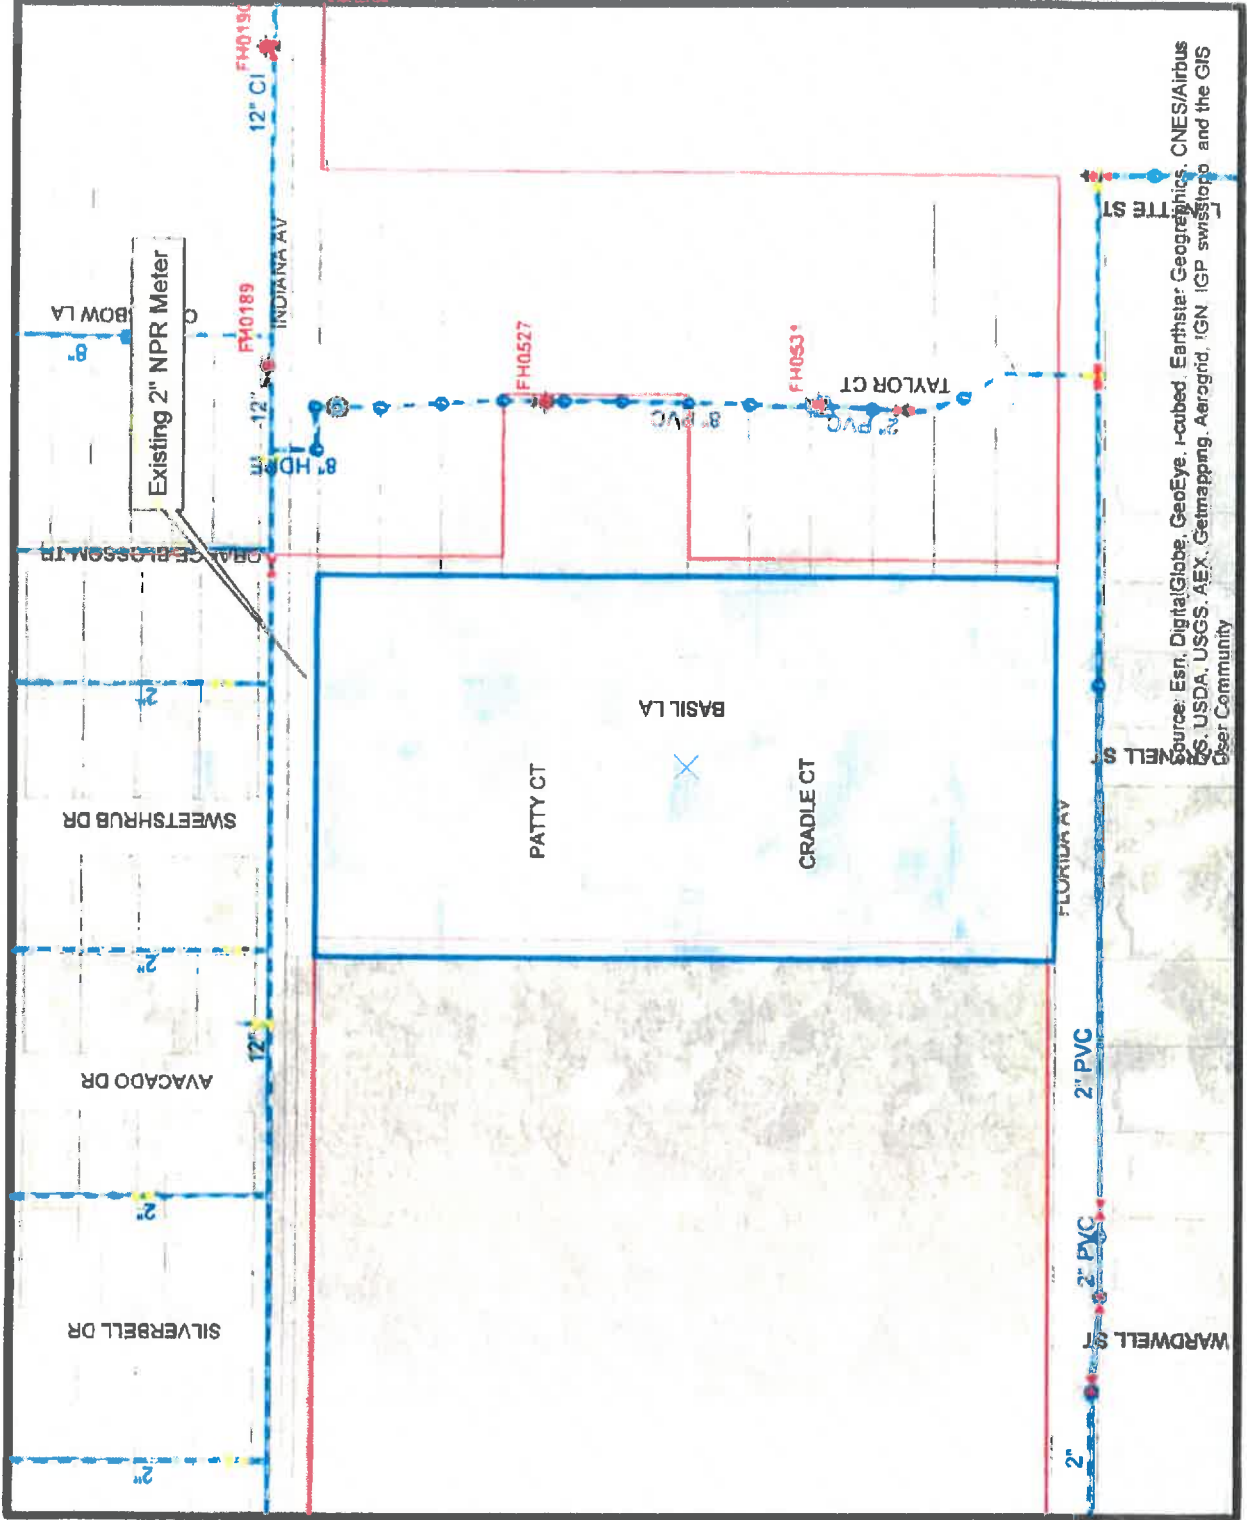 FH0190
12" CI
Existing 2" NPR Meter
INDIANA AV
BOW LA
8"
FH0189
12"
8" HDPE
FH0527
8" PVC
FH0531
2" PVC
TAYLOR CT
ST
2"
SWEETSHRUB DR
2"
AVACADO DR
12"
2"
SILVERBELL DR
2"
BASIL LA
PATTY CT
CRADLE CT
FLORIDA AV
2" PVC
2" PVC
WARDWELL ST
2"
Source: Esri, DigitalGlobe, GeoEye, i-cubed, Earthstar Geographics, CNES/Airbus
DS, USDA, USGS, AEX, Getmapping, Aerogrid, IGN, IGP, swisstopo, and the GIS
User Community